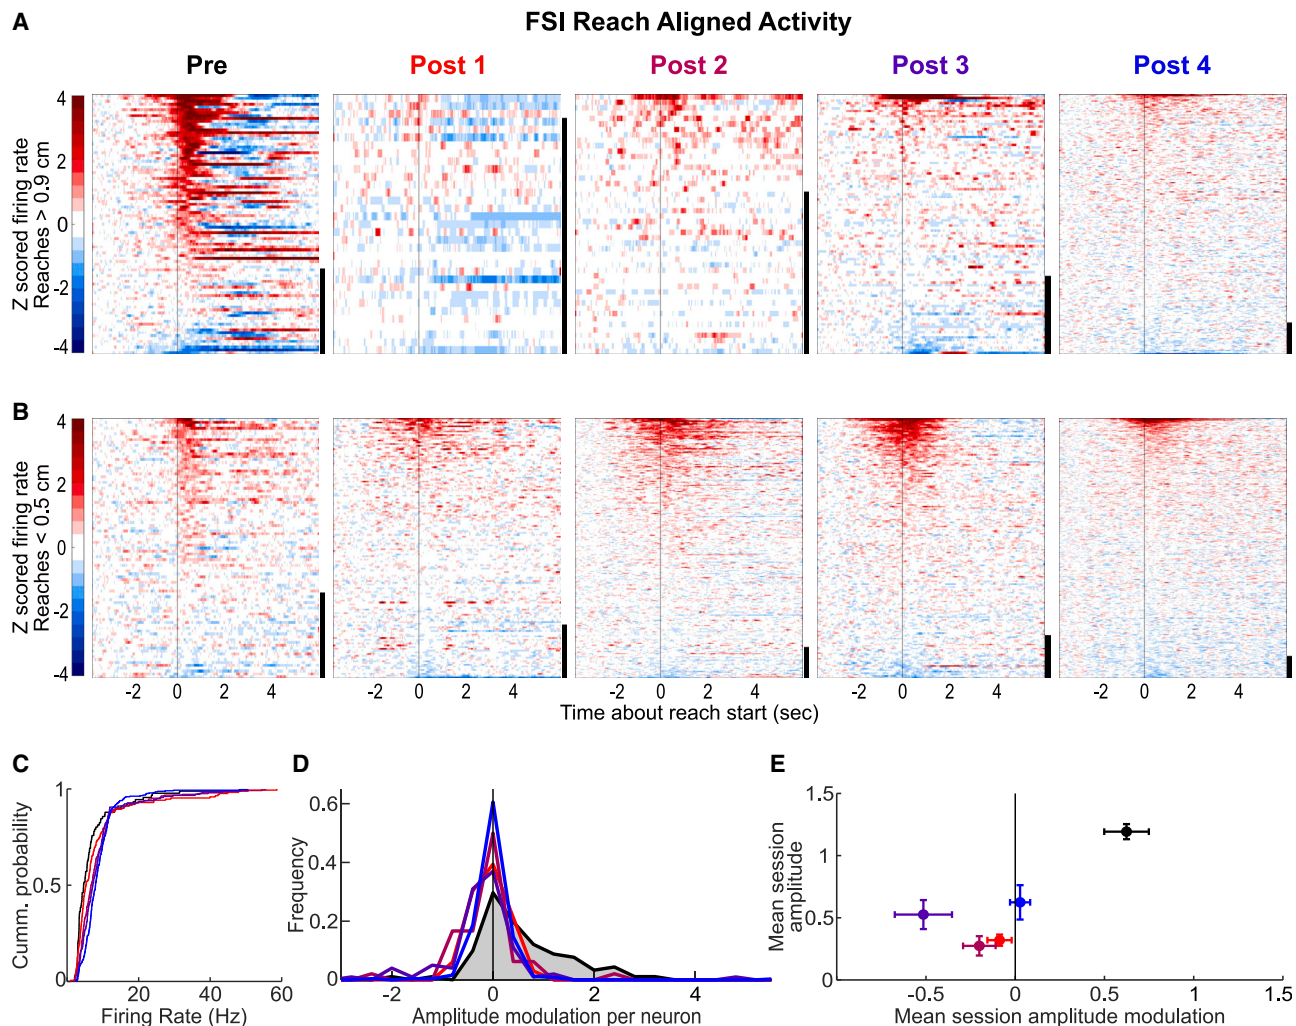 A
FSI Reach Aligned Activity
Pre
Post 1
Post 2
Post 3
Post 4
Z scored firing rate
Reaches > 0.9 cm
4
2
0
-2
-4
B
Z scored firing rate
Reaches < 0.5 cm
4
2
0
-2
-4
-2 0 2 4
-2 0 2 4
-2 0 2 4
-2 0 2 4
-2 0 2 4
Time about reach start (sec)
C
Cumm. probability
1
0.5
0
20 40 60
Firing Rate (Hz)
D
Frequency
0.6
0.4
0.2
0
-2 0 2 4
Amplitude modulation per neuron
E
Mean session
amplitude
1.5
1
0.5
0
-0.5 0 0.5 1 1.5
Mean session amplitude modulation